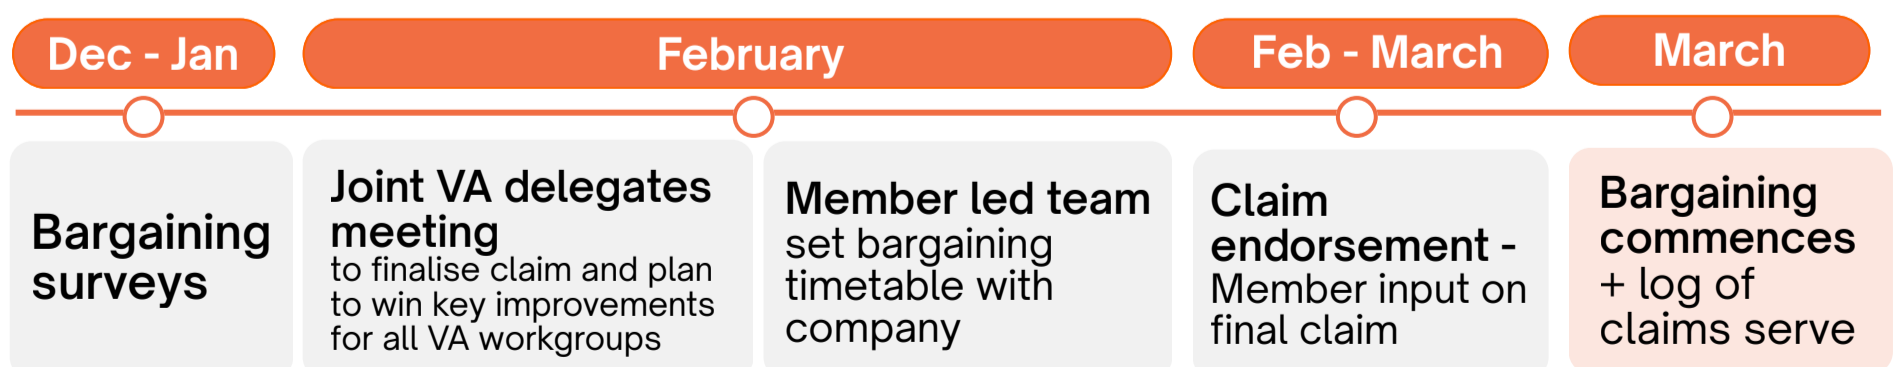 Dec - Jan
February
Feb - March
March
Bargaining
surveys
Joint VA delegates
meeting
to finalise claim and plan
to win key improvements
for all VA workgroups
Member led team
set bargaining
timetable with
company
Claim
endorsement -
Member input on
final claim
Bargaining
commences
+ log of
claims serve